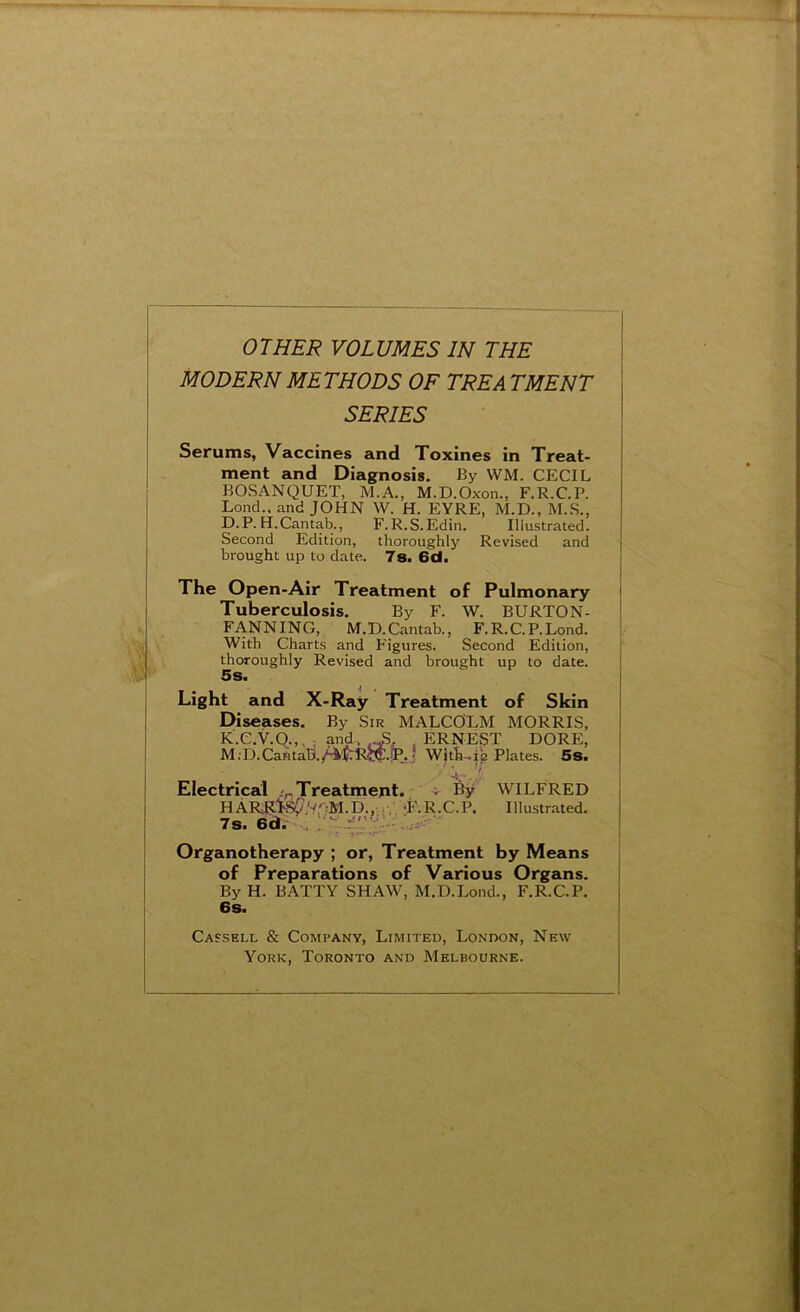 OTHER VOLUMES IN THE
MODERN METHODS OF TREATMENT
SERIES
Serums, Vaccines and Toxines in Treat-
ment and Diagnosis. By WM. CECIL
BOSANQUET, M.A., M.D.Oxon., F.R.C.P.
Lond., and JOHN W. H. EYRE, M.D., M.S.,
D.P.H.Cantab., F.R.S.Edin. Illustrated.
Second Edition, thoroughly Revised and
brought up to date. 7s. 6d.
The Open-Air Treatment of Pulmonary
Tuberculosis. By F. W. BURTON-
FANNING, M.D.Cantab., F.R.C.P.Lond.
With Charts and Figures. Second Edition,
thoroughly Revised and brought up to date.
5s.
Light and X-Ray Treatment of Skin
Diseases. By Sir MALCOLM MORRIS,
K.C.V.O., and S. ERNEST DORE,
M.D.Cantab., M.R.C.P. With 12 Plates. 5s.
Electrical Treatment. By WILFRED
HARRIS, M.D., F.R.C.P. Illustrated.
7s. 6d.
Organotherapy ; or, Treatment by Means
of Preparations of Various Organs.
By H. BATTY SHAW, M.D.Lond., F.R.C.P.
6s.
Cassell & Company, Limited, London, New
York, Toronto and Melbourne.